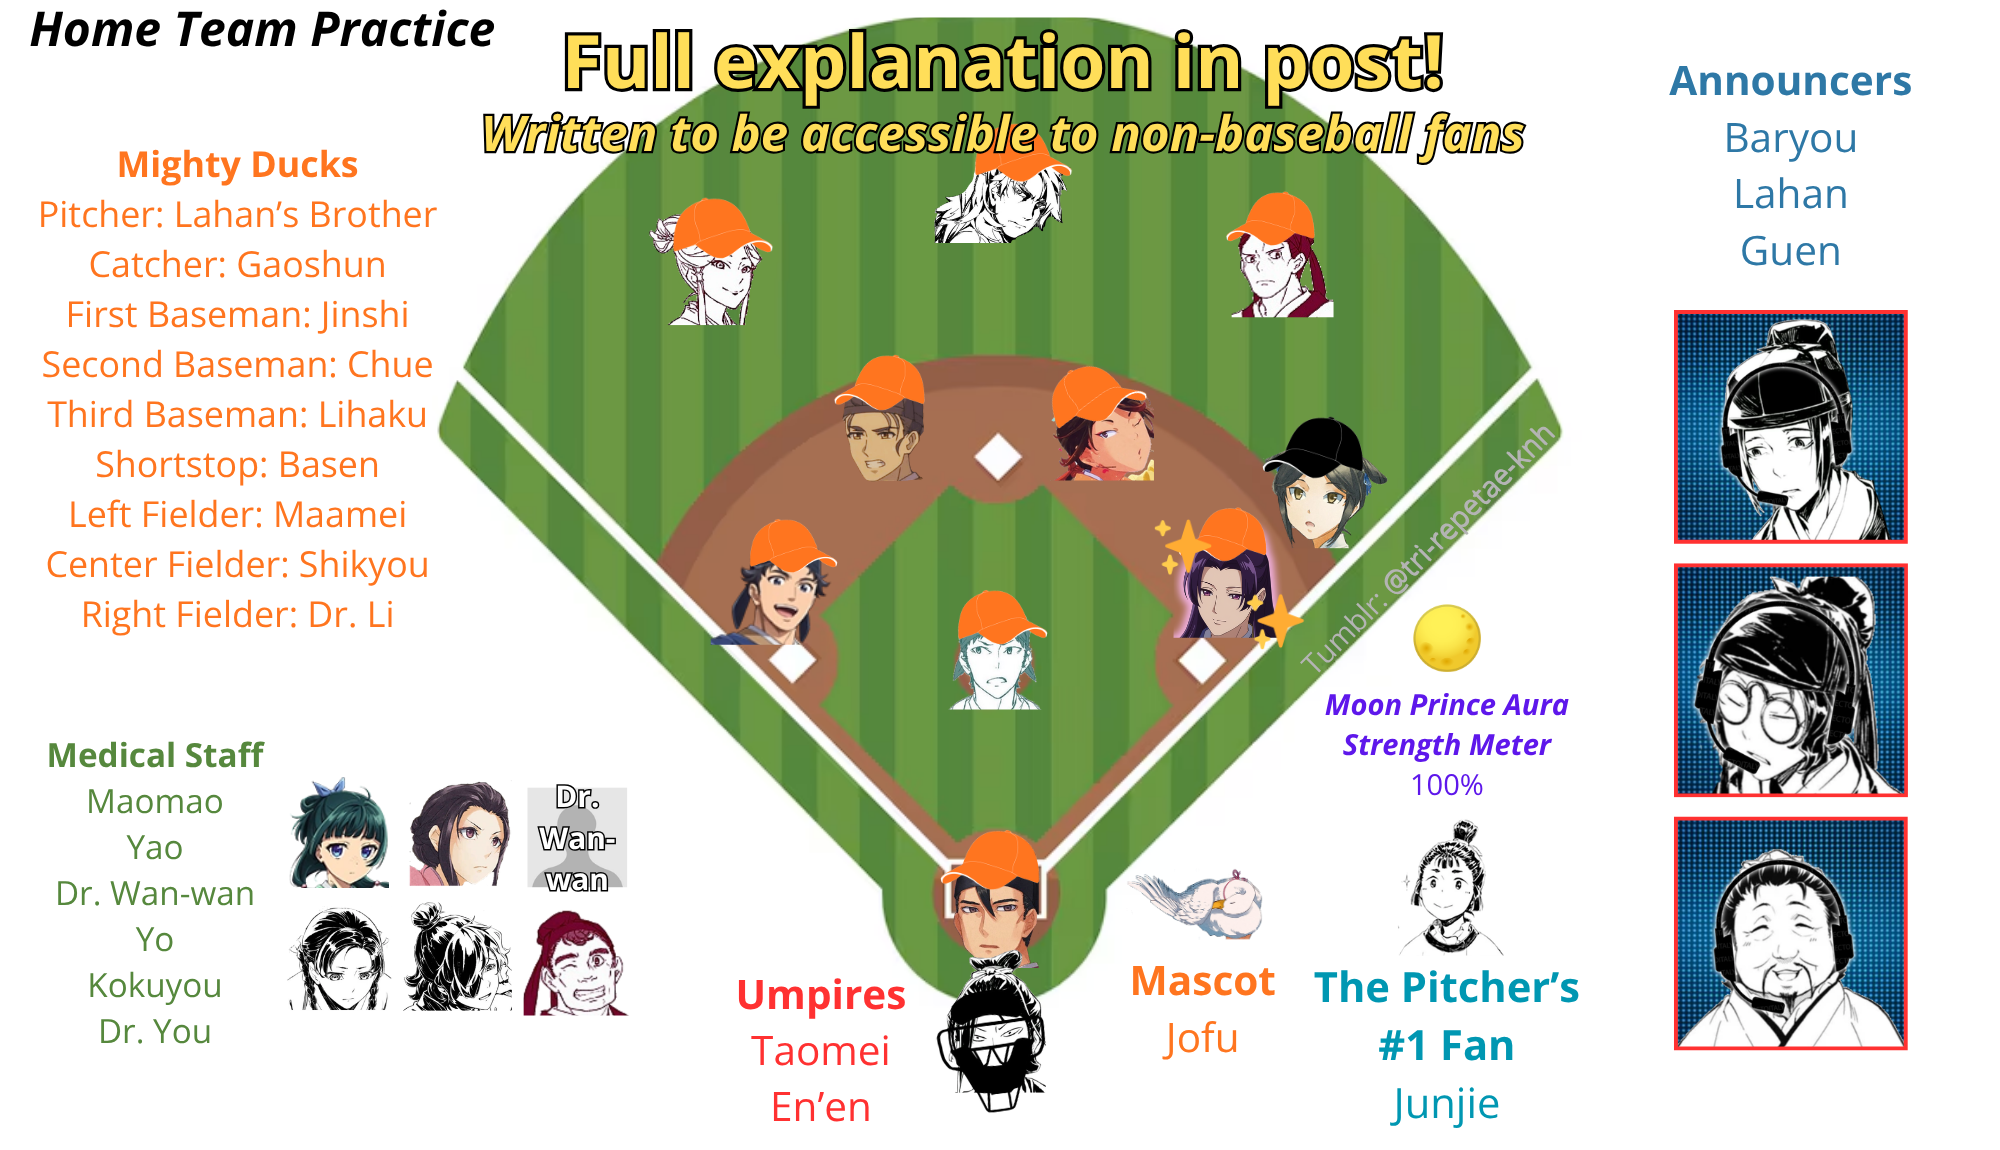 Home Team Practice
Full explanation in post!
Written to be accessible to non-baseball fans
Mighty Ducks
Pitcher: Lahan's Brother
Catcher: Gaoshun
First Baseman: Jinshi
Second Baseman: Chue
Third Baseman: Lihaku
Shortstop: Basen
Left Fielder: Maamei
Center Fielder: Shikyou
Right Fielder: Dr. Li
Medical Staff
Maomao
Yao
Dr. Wan-wan
Yo
Kokuyou
Dr. You
Dr.
Wan-
wan
Umpires
Taomei
En'en
Mascot
Jofu
Tumblr: @tri-repetae-knh
Moon Prince Aura
Strength Meter
100%
The Pitcher's
#1 Fan
Junjie
Announcers
Baryou
Lahan
Guen